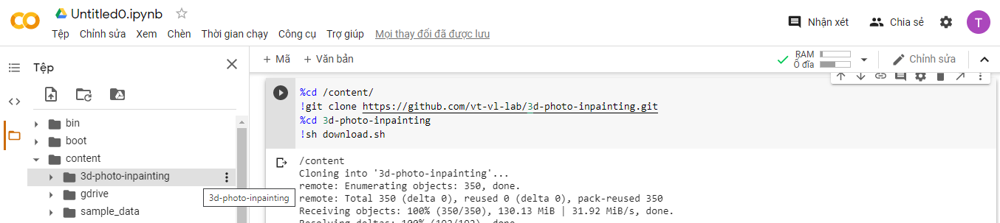 Untitled0.ipynb
Tệp Chỉnh sửa Xem Chèn Thời gian chạy Công cụ Trợ giúp Mọi thay đổi đã được lưu
Nhận xét Chia sẻ T
Tệp
+ Mã + Văn bản
RAM
Ổ đĩa
Chỉnh sửa
bin
boot
content
3d-photo-inpainting
3d-photo-inpainting
gdrive
sample_data
%cd /content/
!git clone https://github.com/vt-vl-lab/3d-photo-inpainting.git
%cd 3d-photo-inpainting
!sh download.sh
/content
Cloning into '3d-photo-inpainting'...
remote: Enumerating objects: 350, done.
remote: Total 350 (delta 0), reused 0 (delta 0), pack-reused 350
Receiving objects: 100% (350/350), 130.13 MiB | 31.92 MiB/s, done.
Resolving deltas: 100% (192/192), done.